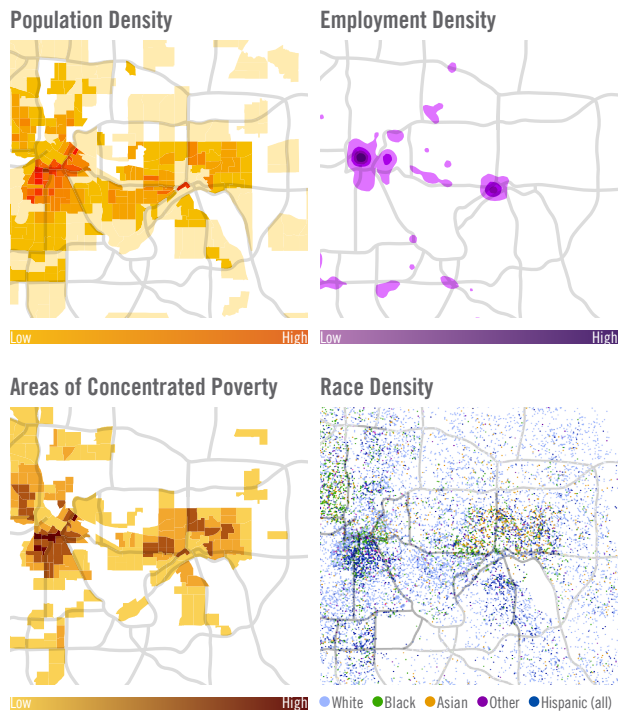 Population Density
Employment Density
Low High
Low High
Areas of Concentrated Poverty
Race Density
Low High
White Black Asian Other Hispanic (all)